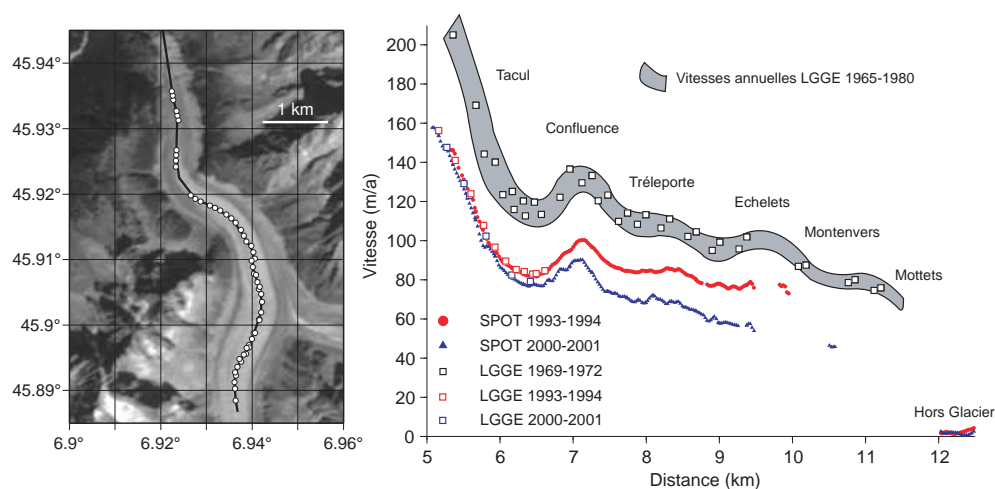 45.94°
45.93°
45.92°
45.91°
45.9°
45.89°
6.9°
6.92°
6.94°
6.96°
1 km
Vitesse (m/a)
200
180
160
140
120
100
80
60
40
20
0
5
6
7
8
9
10
11
12
Distance (km)
Tacul
Vitesses annuelles LGGE 1965-1980
Confluence
Tréleporte
Echelets
Montenvers
Mottets
Hors Glacier
SPOT 1993-1994
SPOT 2000-2001
LGGE 1969-1972
LGGE 1993-1994
LGGE 2000-2001